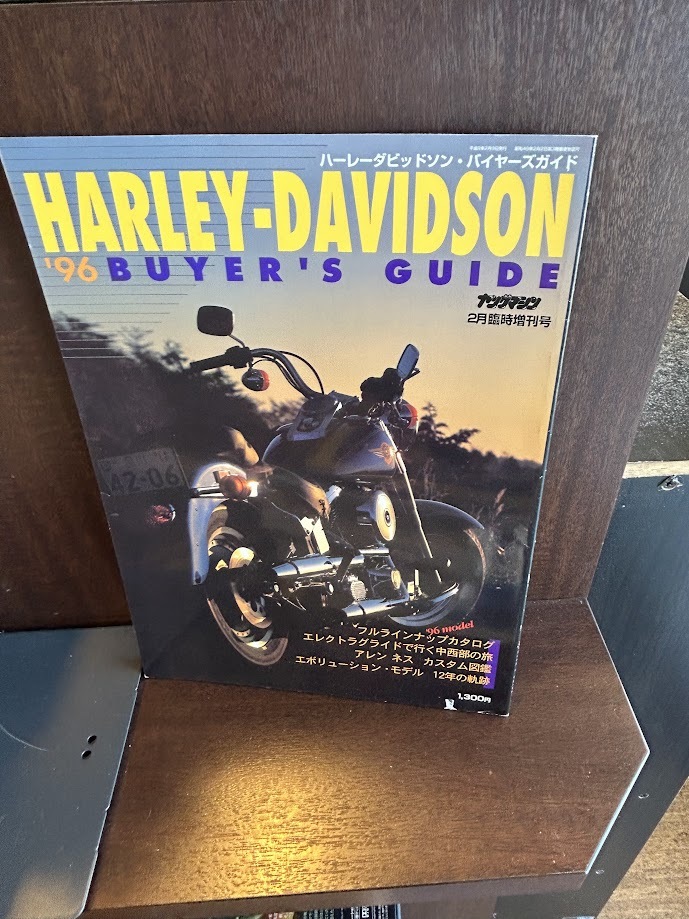 ハーレーダビッドソン・バイヤーズガイド
HARLEY-DAVIDSON
'96 BUYER'S GUIDE
ヤングマシン
2月臨時増刊号
AZ-06
'96 model
フルラインナップカタログ
エレクトラグライドで行く中西部の旅
アレン ネス カスタム図鑑
エボリューション・モデル 12年の軌跡
1,300円